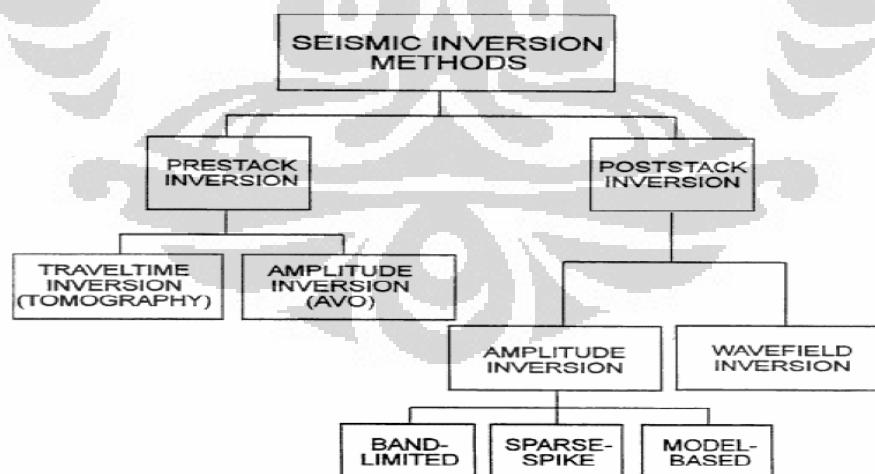 SEISMIC INVERSION
METHODS
PRESTACK
INVERSION
POSTSTACK
INVERSION
TRAVELTIME
INVERSION
(TOMOGRAPHY)
AMPLITUDE
INVERSION
(AVO)
AMPLITUDE
INVERSION
WAVEFIELD
INVERSION
BAND-
LIMITED
SPARSE-
SPIKE
MODEL-
BASED